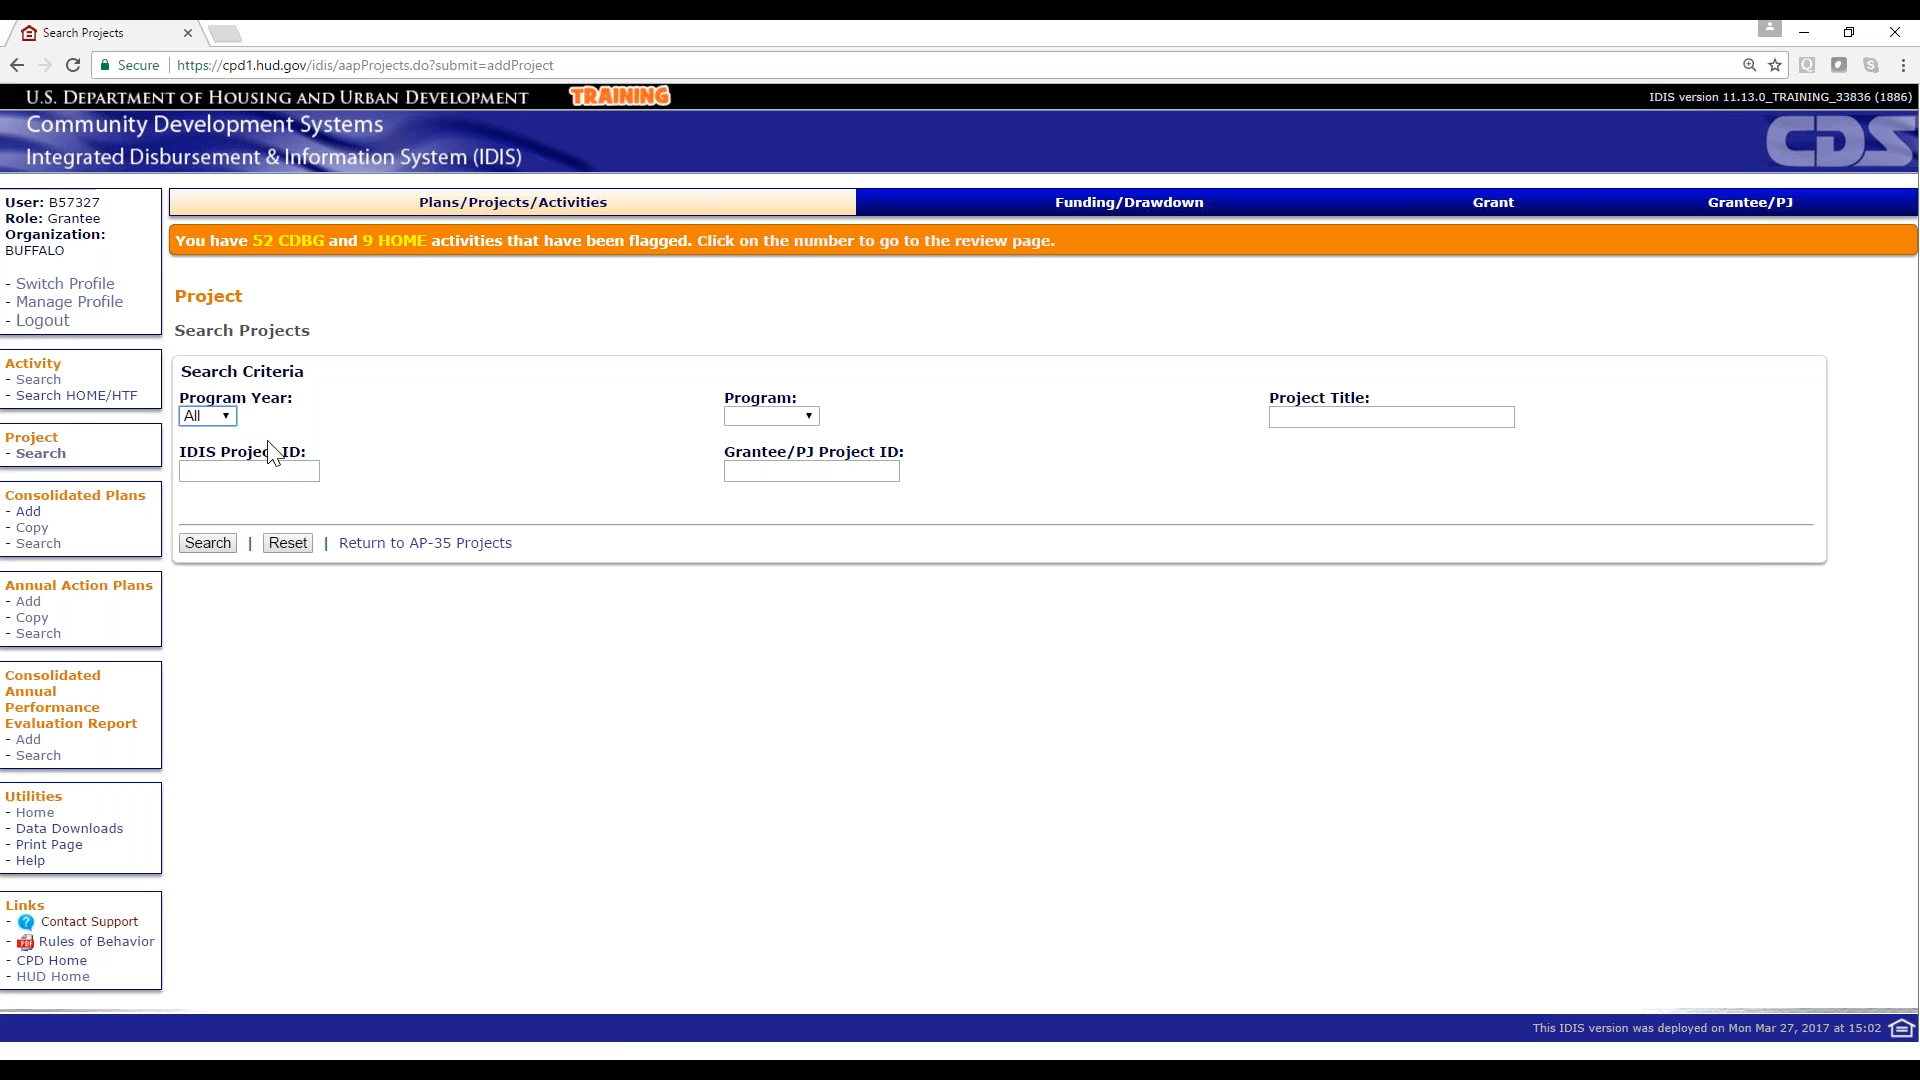 Search Projects
Secure https://cpd1.hud.gov/idis/aapProjects.do?submit=addProject
U.S. DEPARTMENT OF HOUSING AND URBAN DEVELOPMENT TRAINING IDIS version 11.13.0_TRAINING_33836 (1886)
Community Development Systems
Integrated Disbursement & Information System (IDIS)
CDS
User: B57327
Role: Grantee
Organization:
BUFFALO
- Switch Profile
- Manage Profile
- Logout
Activity
- Search
- Search HOME/HTF
Project
- Search
Consolidated Plans
- Add
- Copy
- Search
Annual Action Plans
- Add
- Copy
- Search
Consolidated
Annual
Performance
Evaluation Report
- Add
- Search
Utilities
- Home
- Data Downloads
- Print Page
- Help
Links
- Contact Support
- Rules of Behavior
- CPD Home
- HUD Home
Plans/Projects/Activities Funding/Drawdown Grant Grantee/PJ
You have 52 CDBG and 9 HOME activities that have been flagged. Click on the number to go to the review page.
Project
Search Projects
Search Criteria
Program Year: Program: Project Title:
All
IDIS Project ID: Grantee/PJ Project ID:
Search | Reset | Return to AP-35 Projects
This IDIS version was deployed on Mon Mar 27, 2017 at 15:02